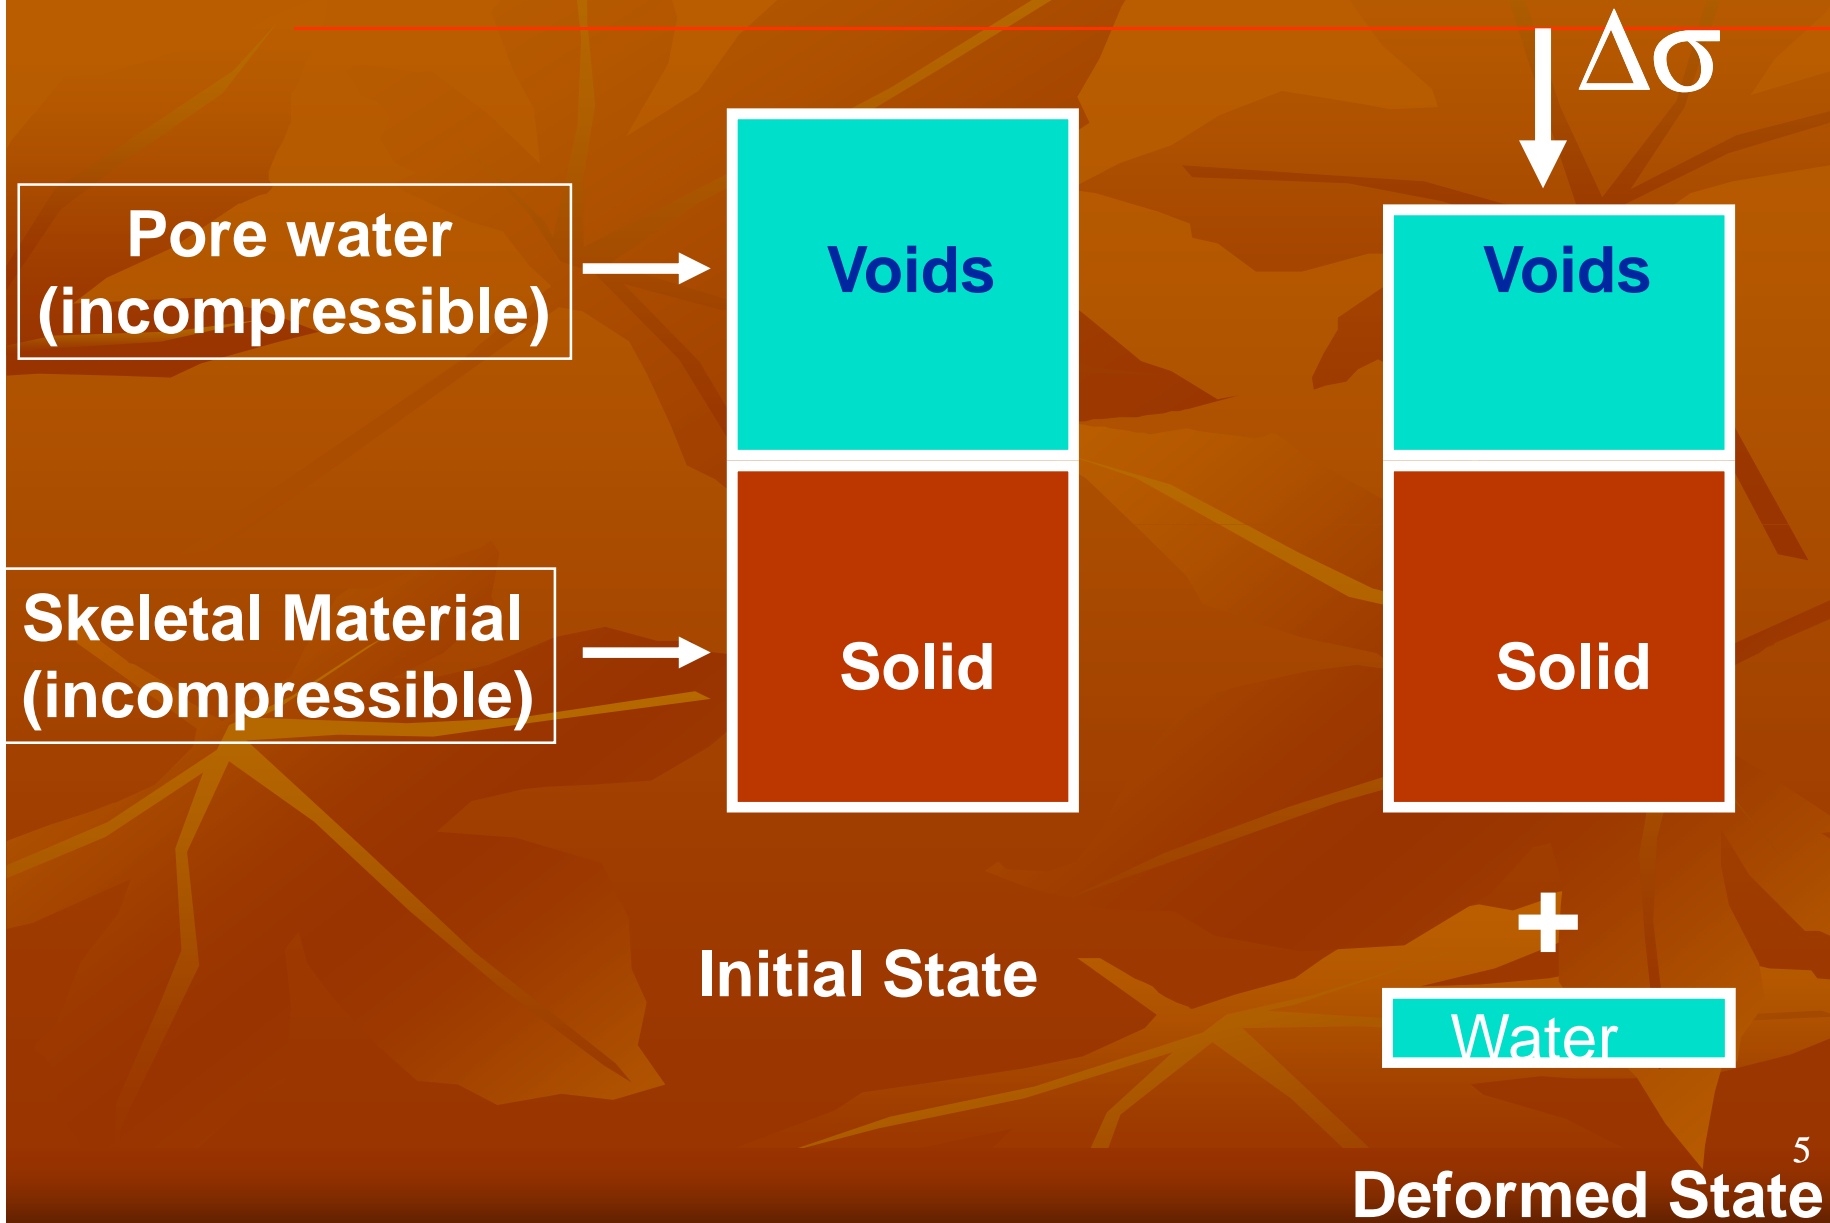 Δσ
Pore water
(incompressible)
Voids
Voids
Skeletal Material
(incompressible)
Solid
Solid
+
Initial State
Water
5
Deformed State